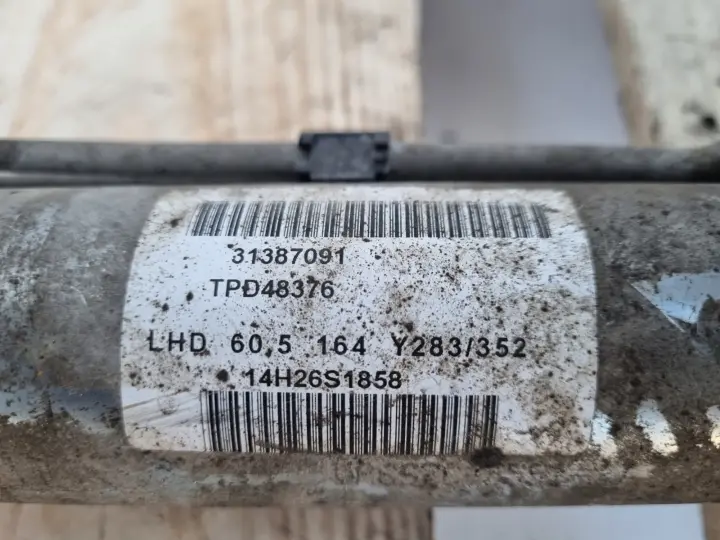 31387091
TPD48376
LHD 60,5 164 Y283/352
14H26S1858